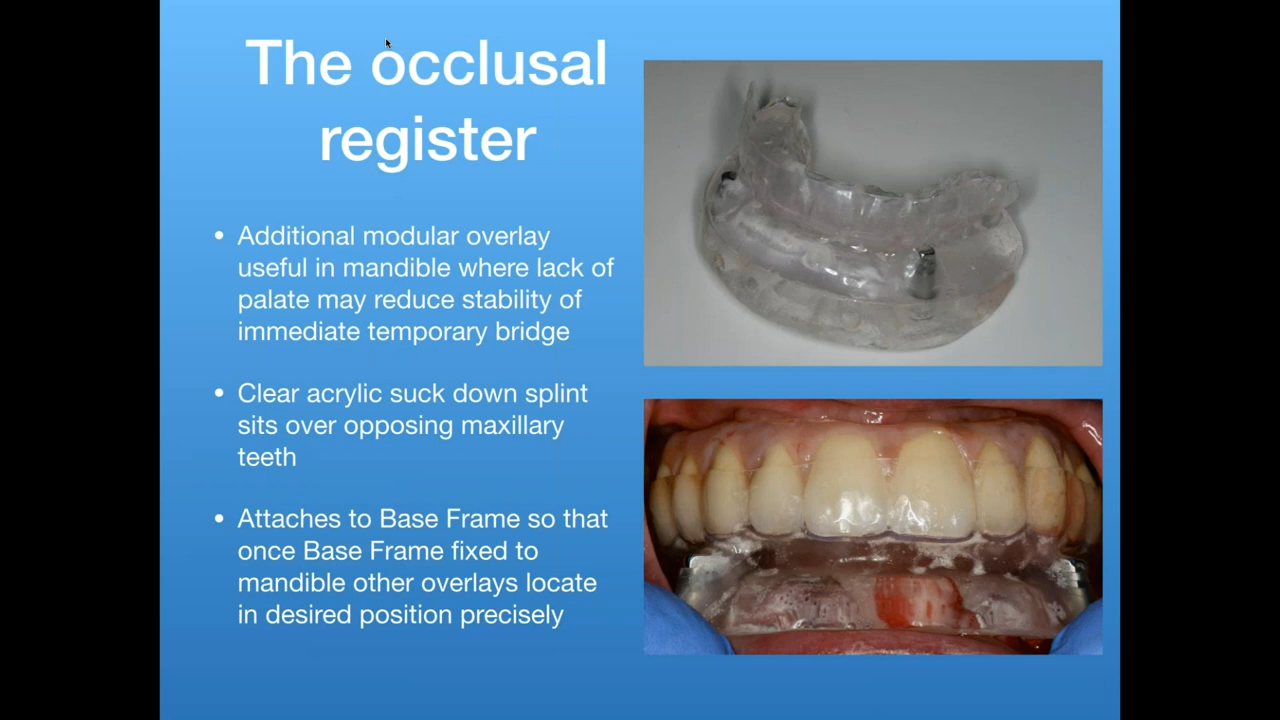 The occlusal
register
• Additional modular overlay
useful in mandible where lack of
palate may reduce stability of
immediate temporary bridge
• Clear acrylic suck down splint
sits over opposing maxillary
teeth
• Attaches to Base Frame so that
once Base Frame fixed to
mandible other overlays locate
in desired position precisely